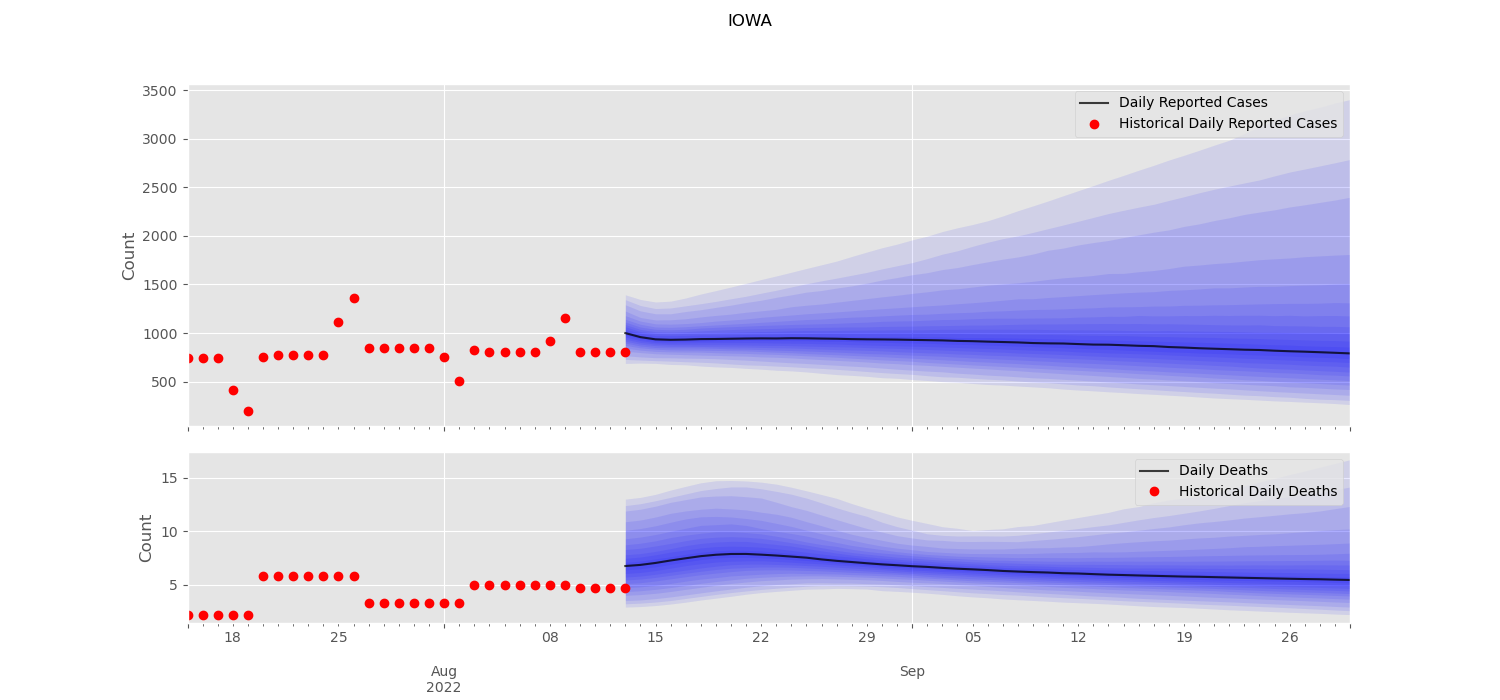 IOWA
3500
3000
2500
2000
1500
1000
500
Count
Daily Reported Cases
Historical Daily Reported Cases
15
10
5
Count
Daily Deaths
Historical Daily Deaths
18 25 08 15 22 29 05 12 19 26
Aug Sep
2022